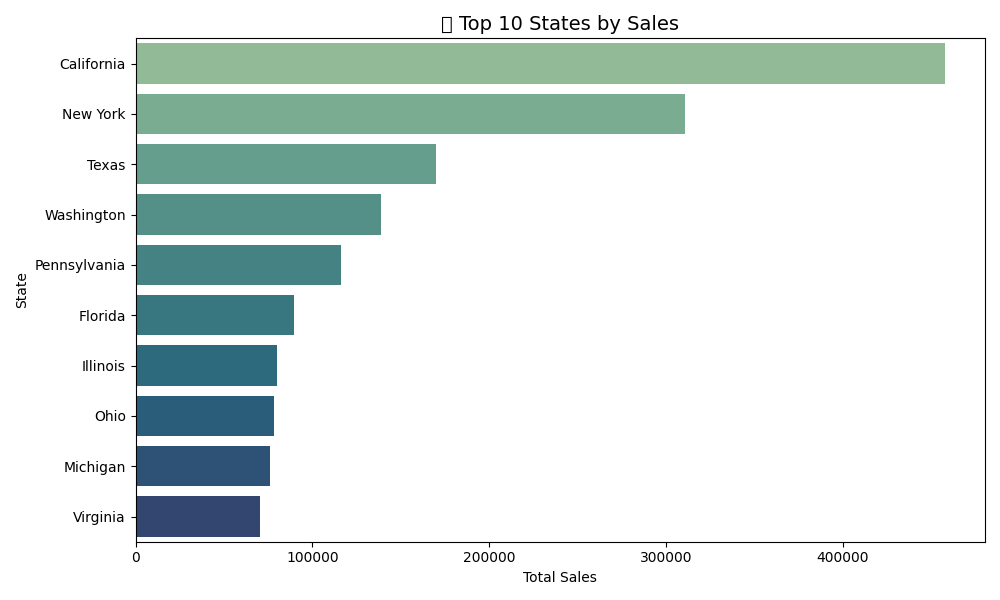 Top 10 States by Sales
California
New York
Texas
Washington
Pennsylvania
Florida
Illinois
Ohio
Michigan
Virginia
State
0 100000 200000 300000 400000
Total Sales